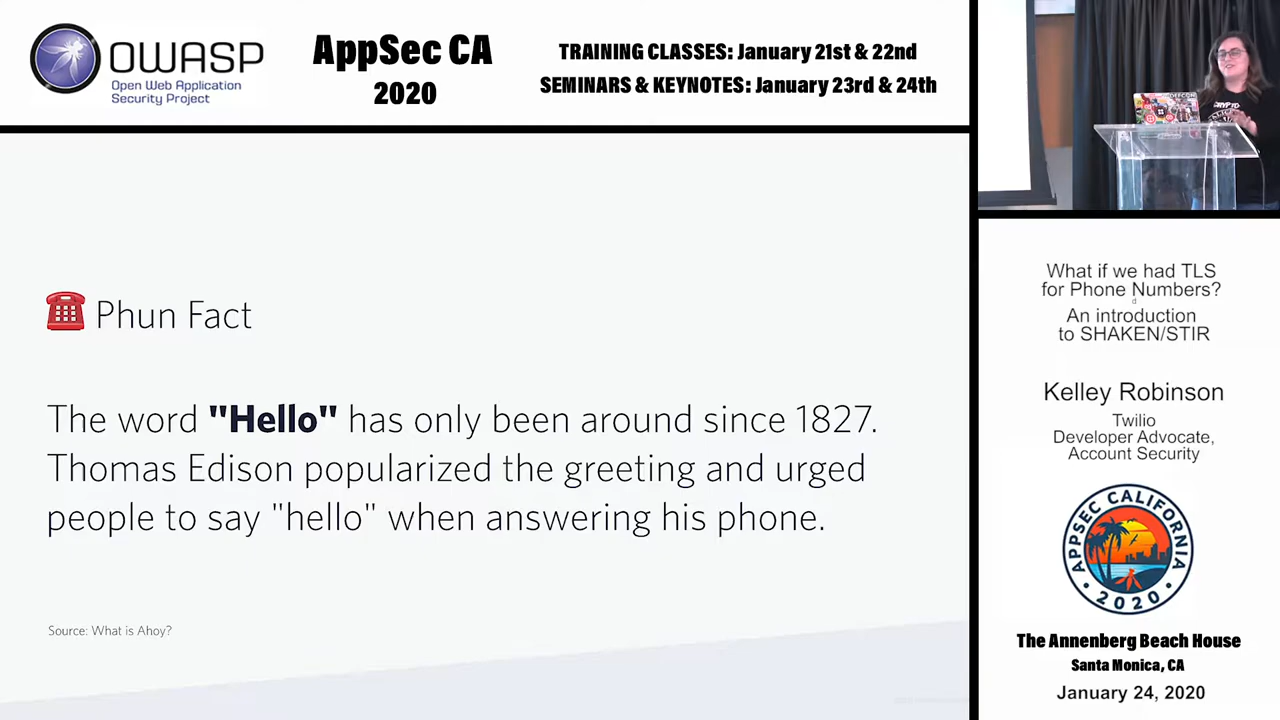 OWASP
Open Web Application
Security Project
AppSec CA
2020
TRAINING CLASSES: January 21st & 22nd
SEMINARS & KEYNOTES: January 23rd & 24th
☎️ Phun Fact
The word "Hello" has only been around since 1827.
Thomas Edison popularized the greeting and urged
people to say "hello" when answering his phone.
Source: What is Ahoy?
DEFCON
CRYPTO
What if we had TLS
for Phone Numbers?
d
An introduction
to SHAKEN/STIR
Kelley Robinson
Twilio
Developer Advocate,
Account Security
APPSEC CALIFORNIA
2020
The Annenberg Beach House
Santa Monica, CA
January 24, 2020